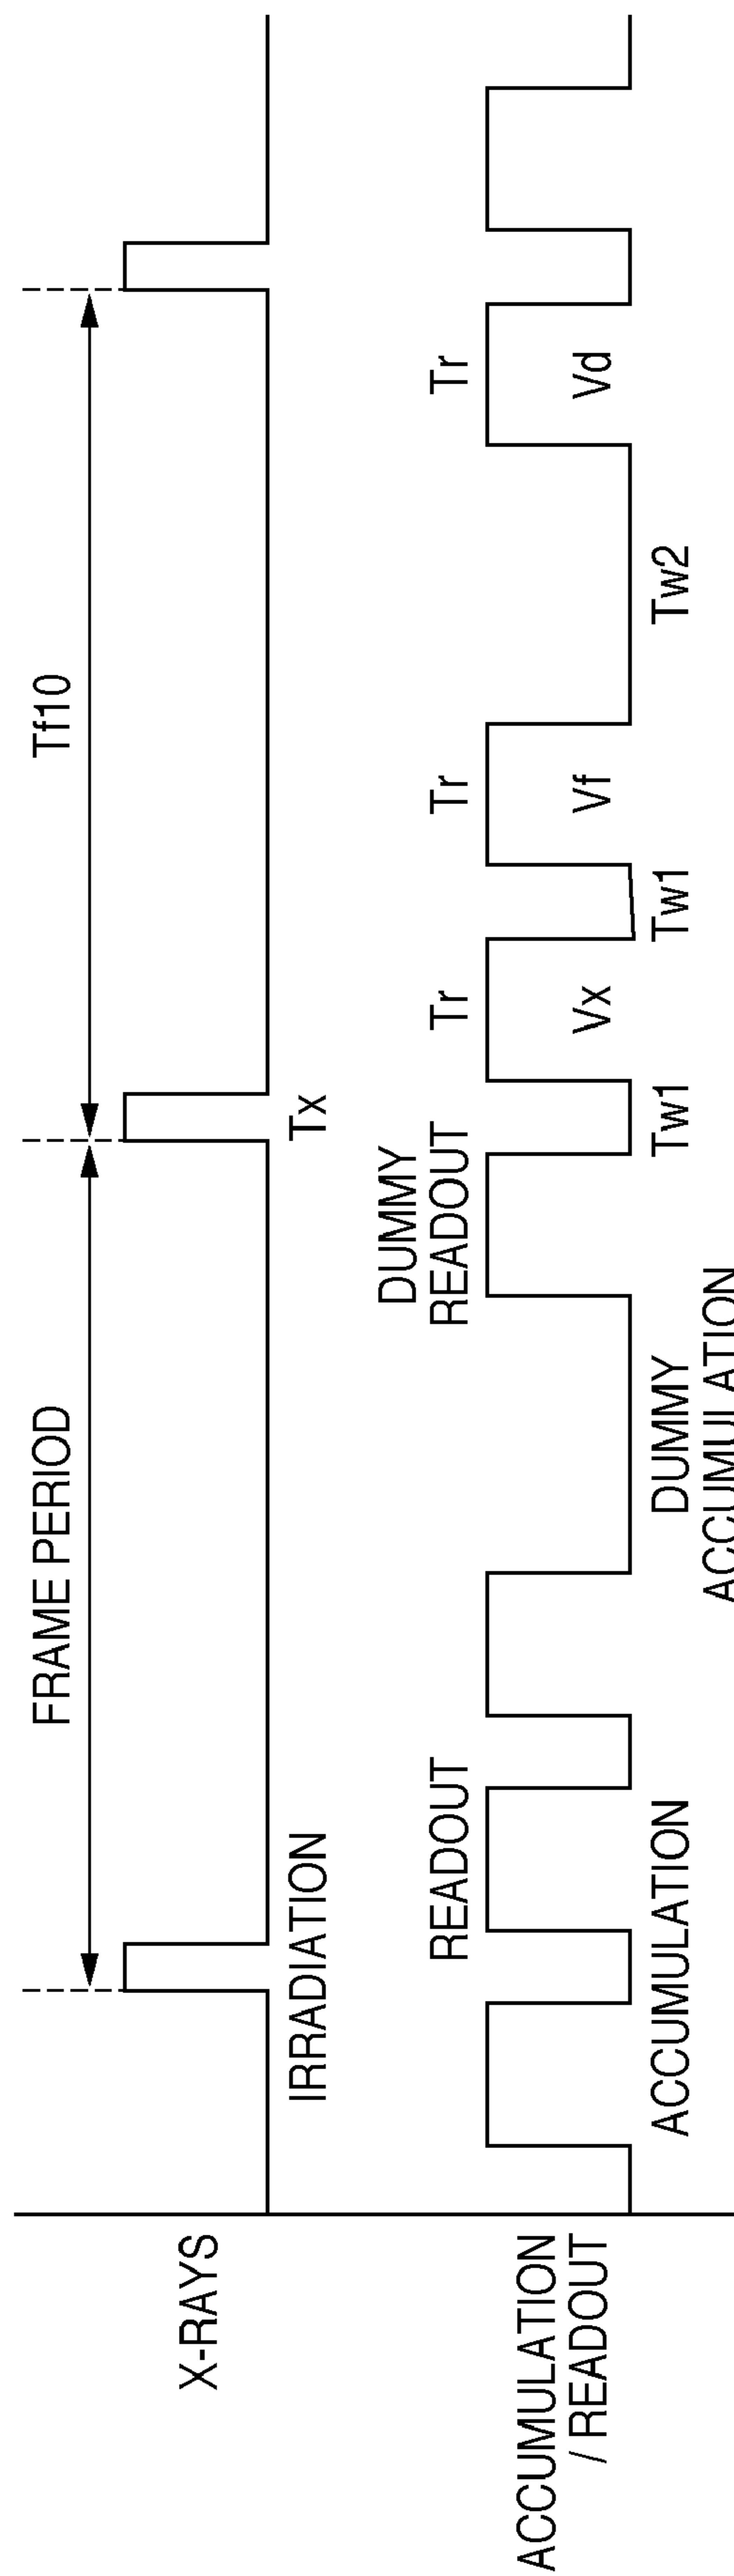 FRAME PERIOD
Tf10
X-RAYS
IRRADIATION
Tx
DUMMY
READOUT
READOUT
Tr
Tr
Tr
ACCUMULATION
/ READOUT
Vx
Vf
Vd
ACCUMULATION
DUMMY
ACCUMULATION
Tw1
Tw1
Tw2